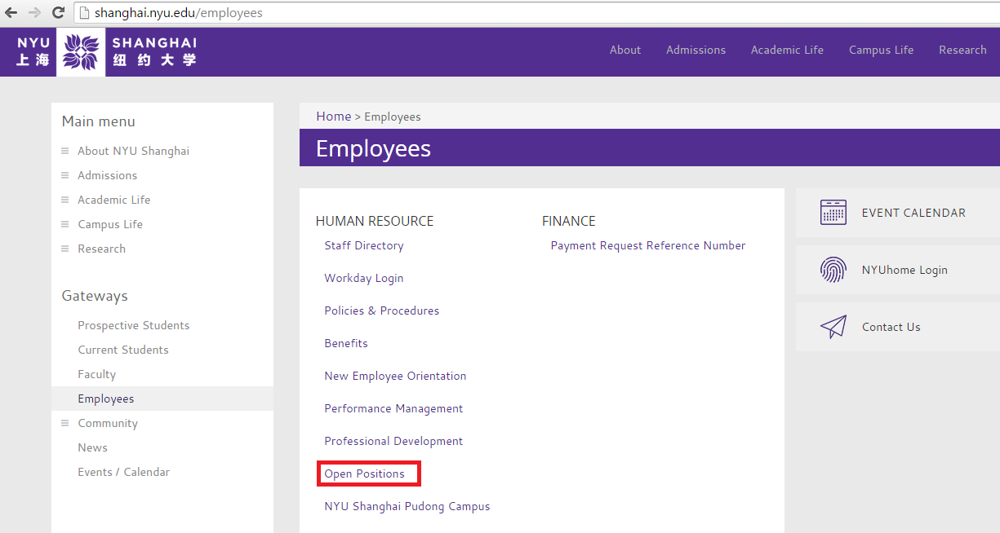 shanghai.nyu.edu/employees
NYU SHANGHAI
上海 纽约大学
About Admissions Academic Life Campus Life Research
Main menu
About NYU Shanghai
Admissions
Academic Life
Campus Life
Research
Gateways
Prospective Students
Current Students
Faculty
Employees
Community
News
Events / Calendar
Home > Employees
Employees
HUMAN RESOURCE
Staff Directory
Workday Login
Policies & Procedures
Benefits
New Employee Orientation
Performance Management
Professional Development
Open Positions
NYU Shanghai Pudong Campus
FINANCE
Payment Request Reference Number
EVENT CALENDAR
NYUhome Login
Contact Us